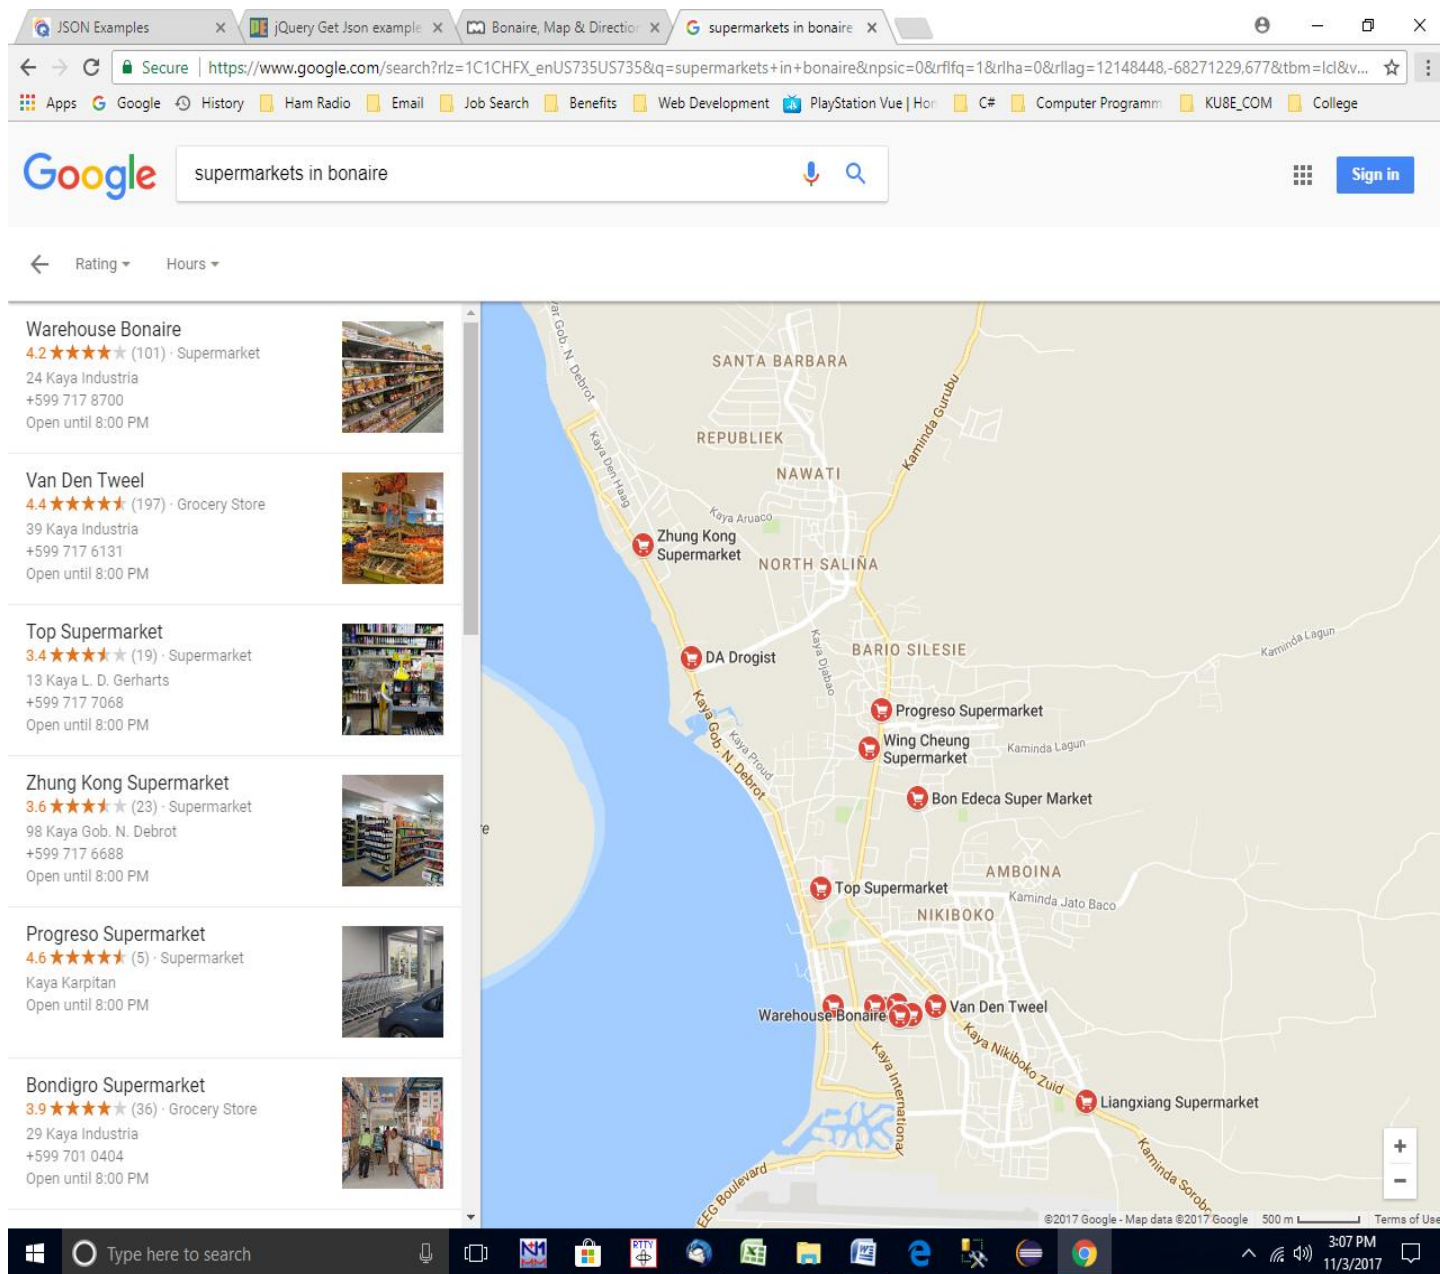 JSON Examples
jQuery Get Json example
Bonaire, Map & Direction
supermarkets in bonaire
Secure | https://www.google.com/search?rlz=1C1CHFX_enUS735US735&q=supermarkets+in+bonaire&npsic=0&rflfq=1&rlha=0&rllag=12148448,-68271229,677&tbm=lcl&v...
Apps Google History Ham Radio Email Job Search Benefits Web Development PlayStation Vue | Hom C# Computer Programm KU8E_COM College
Google
supermarkets in bonaire
Sign in
Rating Hours
Warehouse Bonaire
4.2 (101) · Supermarket
24 Kaya Industria
+599 717 8700
Open until 8:00 PM
Van Den Tweel
4.4 (197) · Grocery Store
39 Kaya Industria
+599 717 6131
Open until 8:00 PM
Top Supermarket
3.4 (19) · Supermarket
13 Kaya L. D. Gerharts
+599 717 7068
Open until 8:00 PM
Zhung Kong Supermarket
3.6 (23) · Supermarket
98 Kaya Gob. N. Debrot
+599 717 6688
Open until 8:00 PM
Progreso Supermarket
4.6 (5) · Supermarket
Kaya Karpitan
Open until 8:00 PM
Bondigro Supermarket
3.9 (36) · Grocery Store
29 Kaya Industria
+599 701 0404
Open until 8:00 PM
var Gob. N. Debrot
SANTA BARBARA
Kaminda Gurubu
REPUBLIEK
NAWATI
Kaya Den Haag
Kaya Aruaco
Zhung Kong
Supermarket
NORTH SALIÑA
Kaya Djabao
BARIO SILESIE
Kaminda Lagun
DA Drogist
Progreso Supermarket
Kaya Gob. N. Debrot
Kaya Proud
Wing Cheung
Supermarket
Kaminda Lagun
Bon Edeca Super Market
re
AMBOINA
Top Supermarket
Kaminda Jato Baco
NIKIBOKO
Warehouse Bonaire
Van Den Tweel
Kaya Nikiboko Zuid
Kaya International
Liangxiang Supermarket
Kaminda Sorobo
EEG Boulevard
+
−
©2017 Google - Map data ©2017 Google 500 m Terms of Use
Type here to search
N1MM
RTTY
3:07 PM
11/3/2017